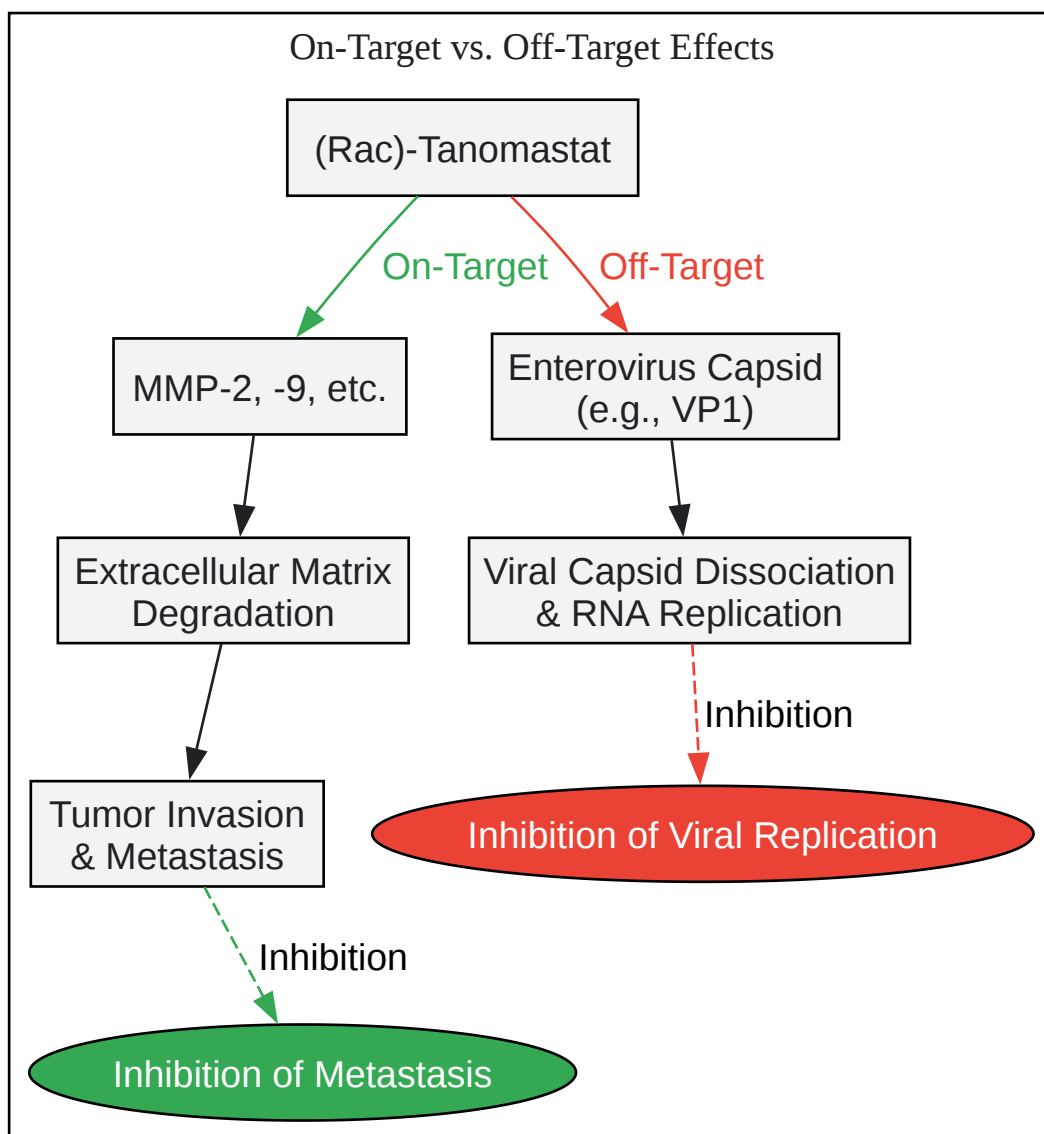 On-Target vs. Off-Target Effects
(Rac)-Tanomastat
On-Target
Off-Target
MMP-2, -9, etc.
Enterovirus Capsid
(e.g., VP1)
Extracellular Matrix
Degradation
Viral Capsid Dissociation
& RNA Replication
Inhibition
Tumor Invasion
& Metastasis
Inhibition of Viral Replication
Inhibition
Inhibition of Metastasis